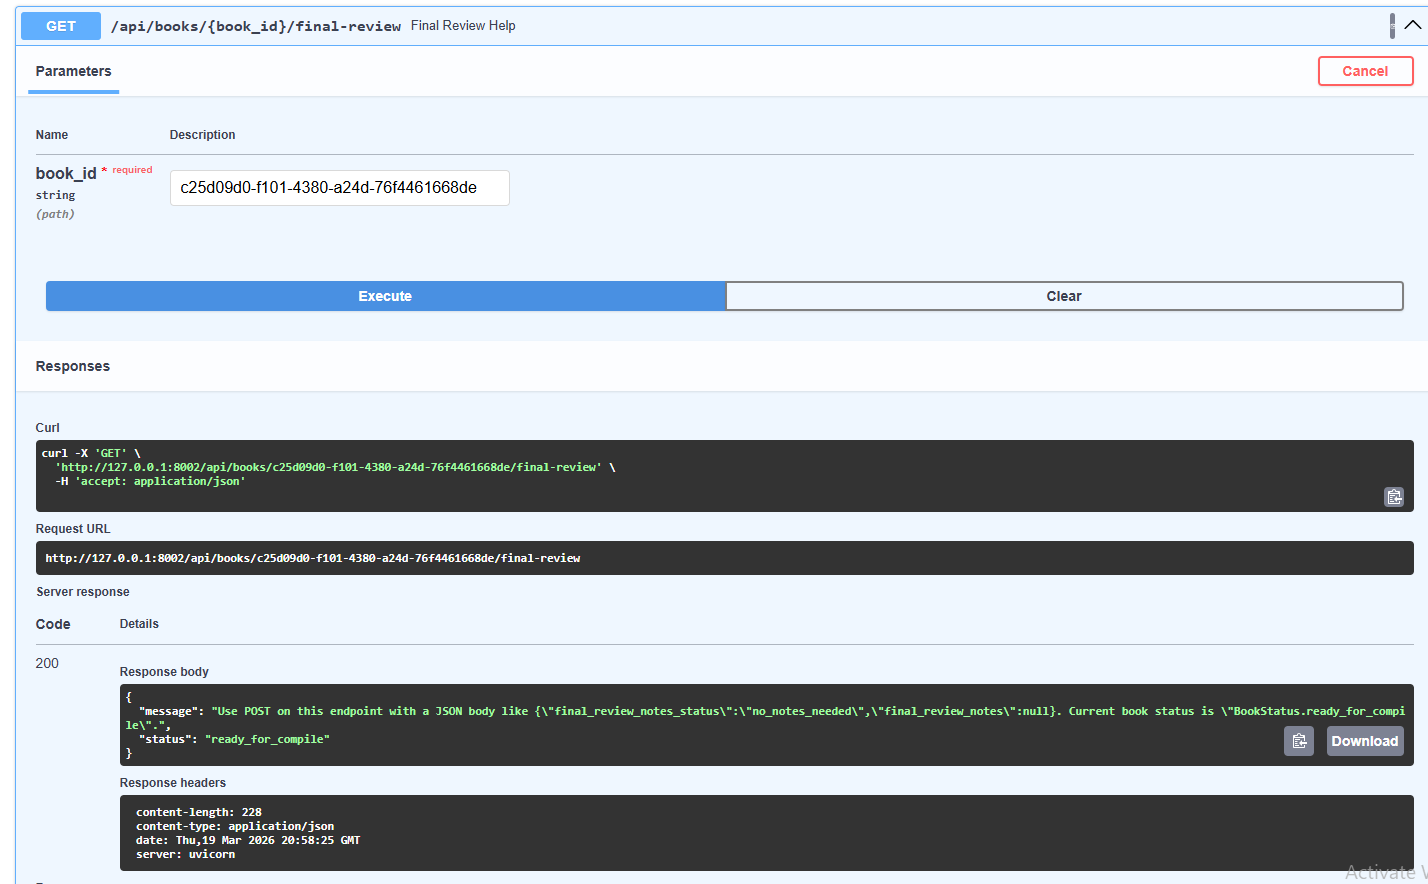 GET /api/books/{book_id}/final-review Final Review Help
Parameters
Cancel
Name Description
book_id * required
string
(path)
c25d09d0-f101-4380-a24d-76f4461668de
Execute Clear
Responses
Curl
curl -X 'GET' \
'http://127.0.0.1:8002/api/books/c25d09d0-f101-4380-a24d-76f4461668de/final-review' \
-H 'accept: application/json'
Request URL
http://127.0.0.1:8002/api/books/c25d09d0-f101-4380-a24d-76f4461668de/final-review
Server response
Code Details
200
Response body
{
"message": "Use POST on this endpoint with a JSON body like {\"final_review_notes_status\":\"no_notes_needed\",\"final_review_notes\":null}. Current book status is \"BookStatus.ready_for_compi
le\".",
"status": "ready_for_compile"
}
Download
Response headers
content-length: 228
content-type: application/json
date: Thu,19 Mar 2026 20:58:25 GMT
server: uvicorn
Activate